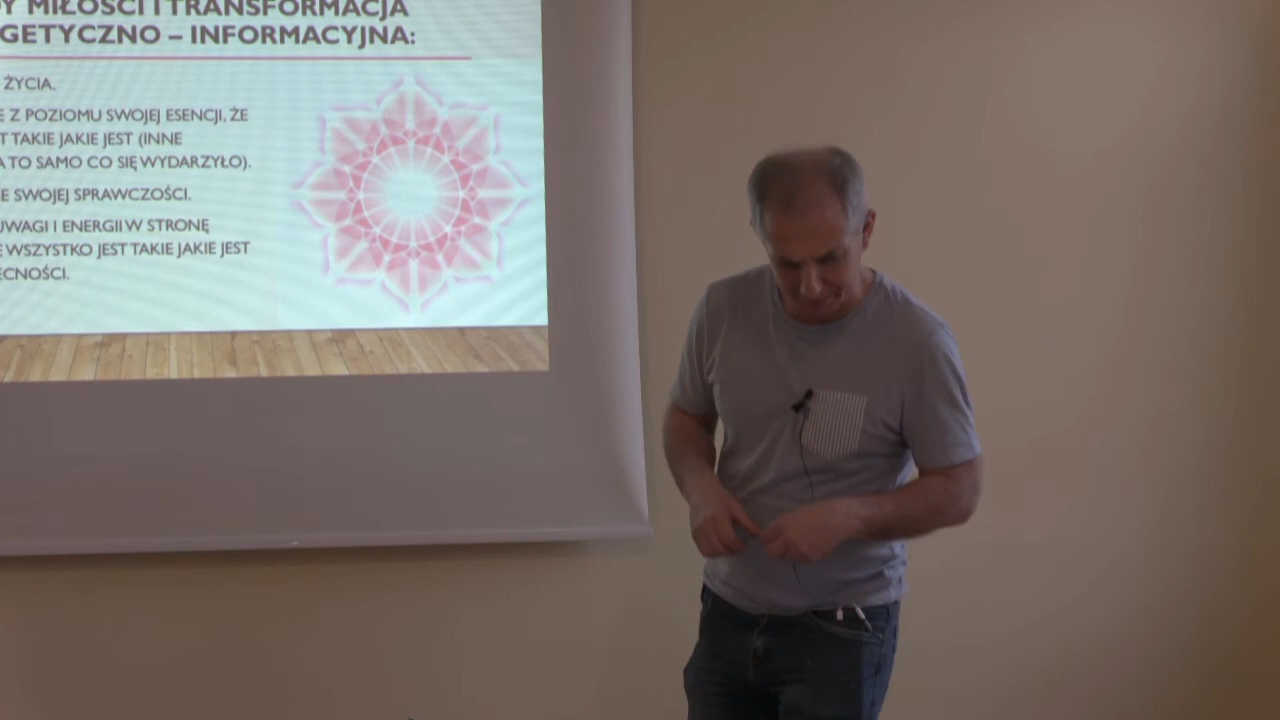 MIŁOŚCI I TRANSFORMACJA
GETYCZNO – INFORMACYJNA:
ŻYCIA.
Z POZIOMU SWOJEJ ESENCJI, ŻE
TAKIE JAKIE JEST (INNE
A TO SAMO CO SIĘ WYDARZYŁO).
E SWOJEJ SPRAWCZOŚCI.
UWAGI I ENERGII W STRONĘ
WSZYSTKO JEST TAKIE JAKIE JEST
ECNOŚCI.